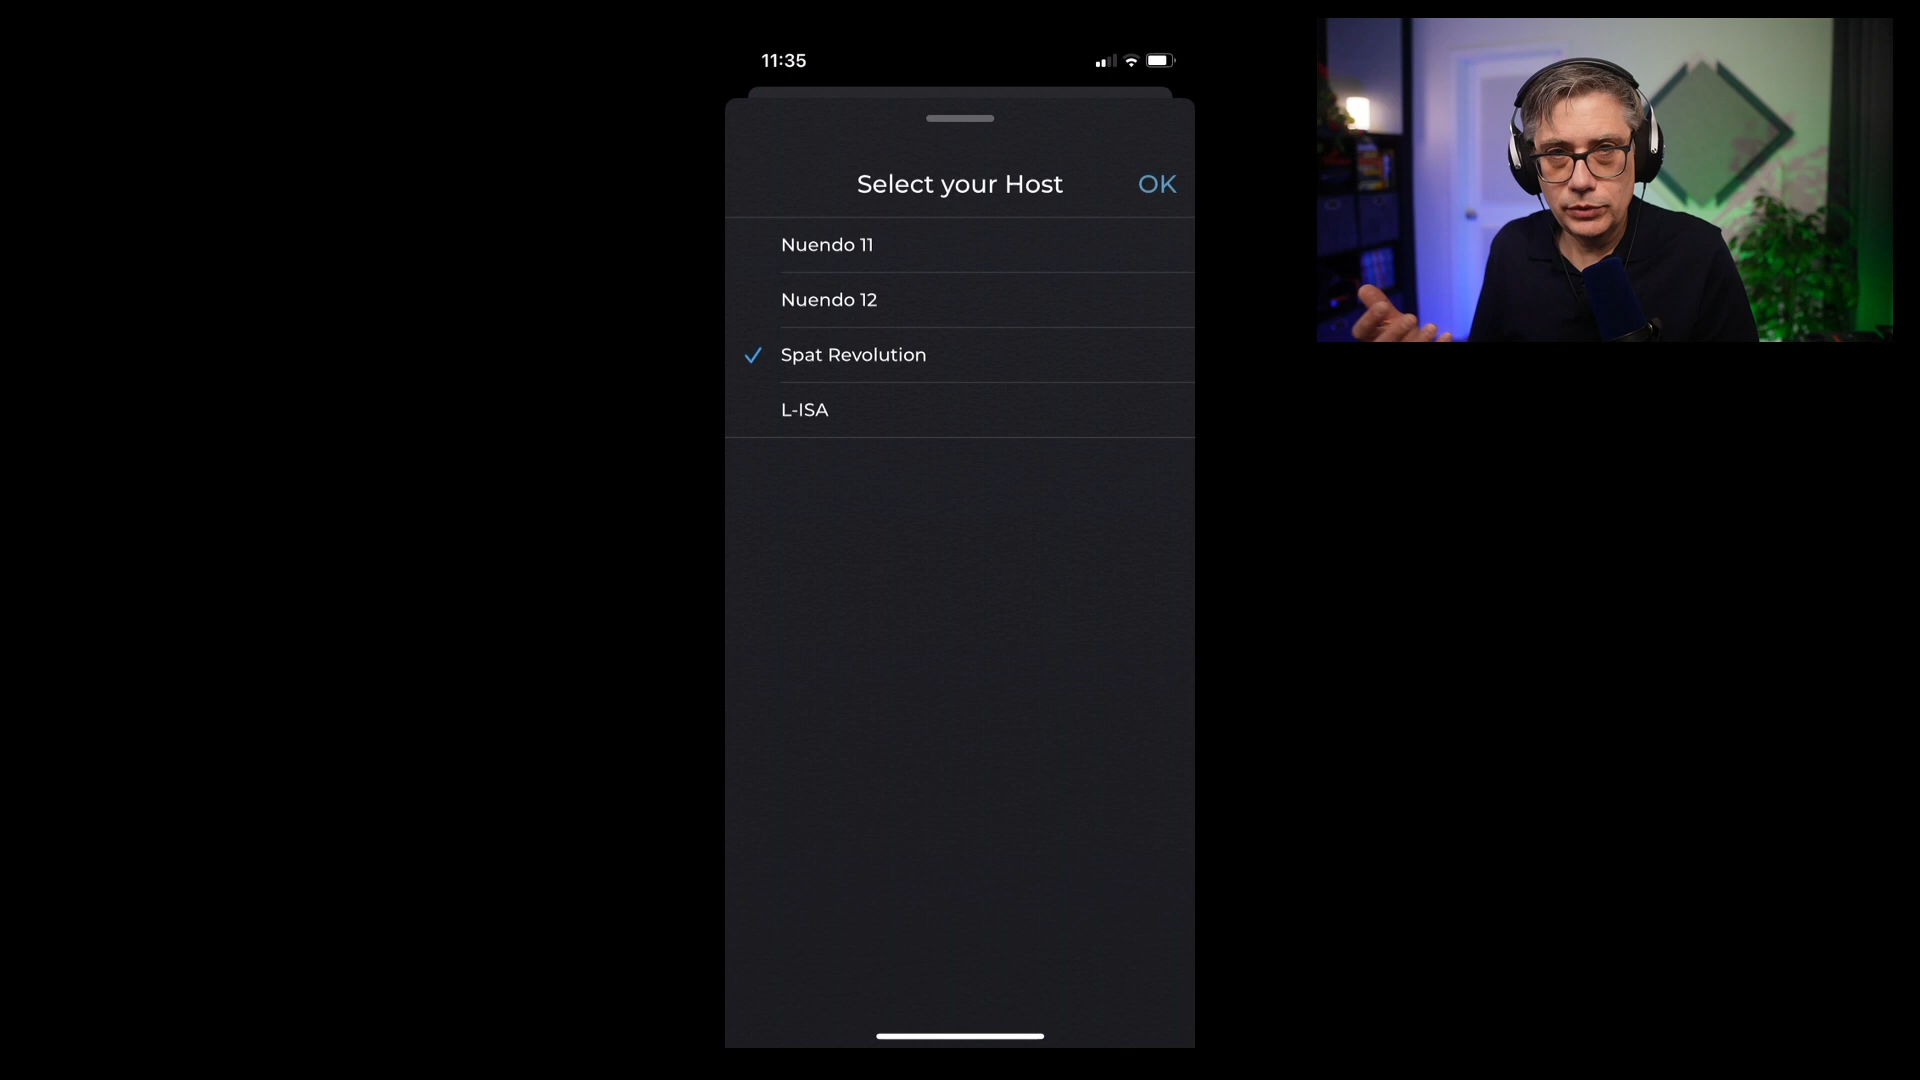 11:35
Select your Host
OK
Nuendo 11
Nuendo 12
Spat Revolution
L-ISA